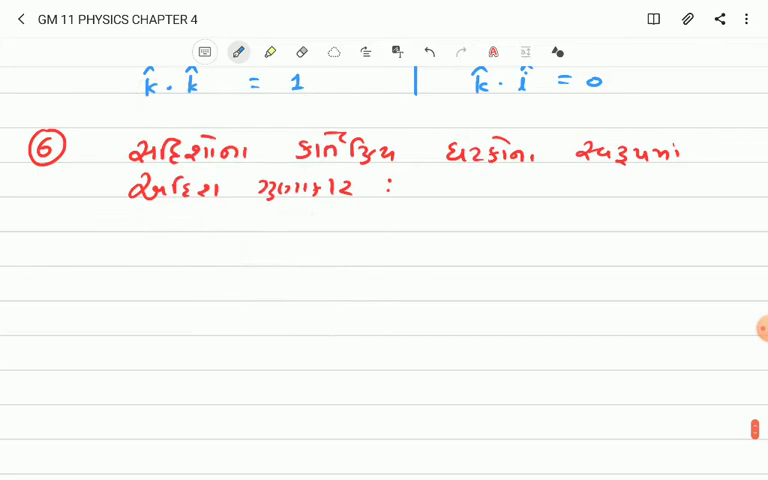 GM 11 PHYSICS CHAPTER 4
k̂ . k̂ = 1 | k̂ . î = 0
6 સદિશોના કાર્તેઝિય ઘટકોના સ્વરૂપમાં
અદિશ ગુણાકાર :